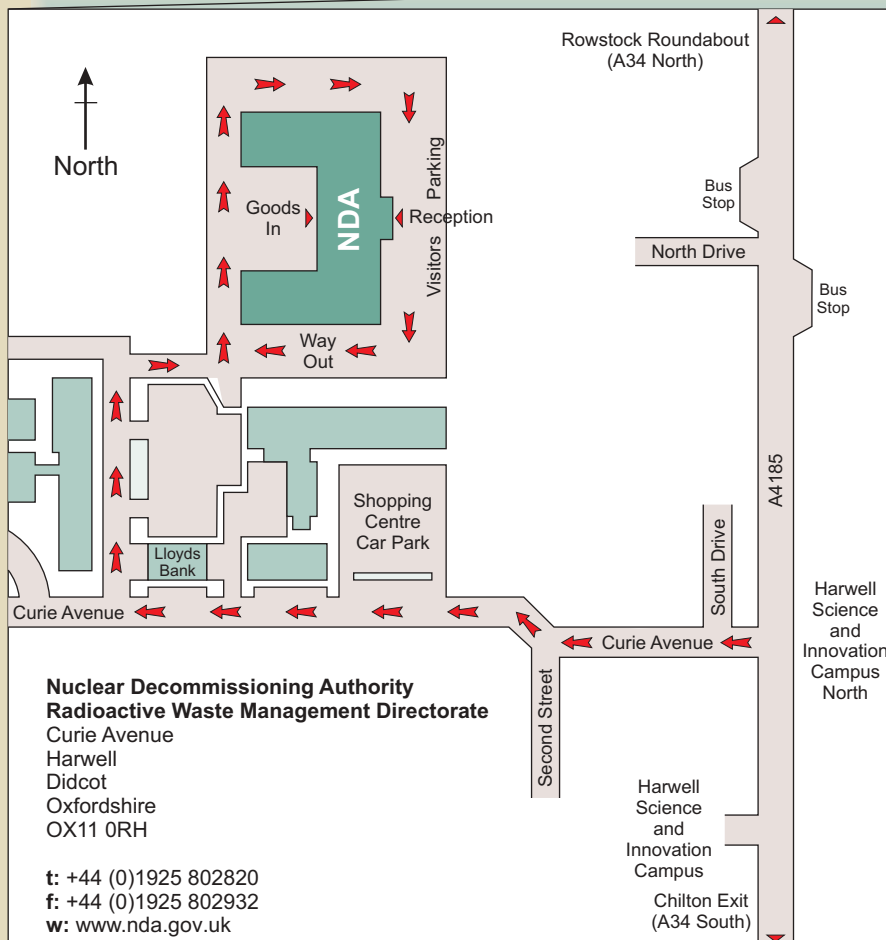 Rowstock Roundabout
(A34 North)
North
Bus
Stop
Goods
In
NDA
Reception
Visitors Parking
North Drive
Bus
Stop
Way
Out
A4185
Shopping
Centre
Car Park
Lloyds
Bank
South Drive
Curie Avenue
Curie Avenue
Harwell
Science
and
Innovation
Campus
North
Second Street
Nuclear Decommissioning Authority
Radioactive Waste Management Directorate
Curie Avenue
Harwell
Didcot
Oxfordshire
OX11 0RH
t: +44 (0)1925 802820
f: +44 (0)1925 802932
w: www.nda.gov.uk
Harwell
Science
and
Innovation
Campus
Chilton Exit
(A34 South)